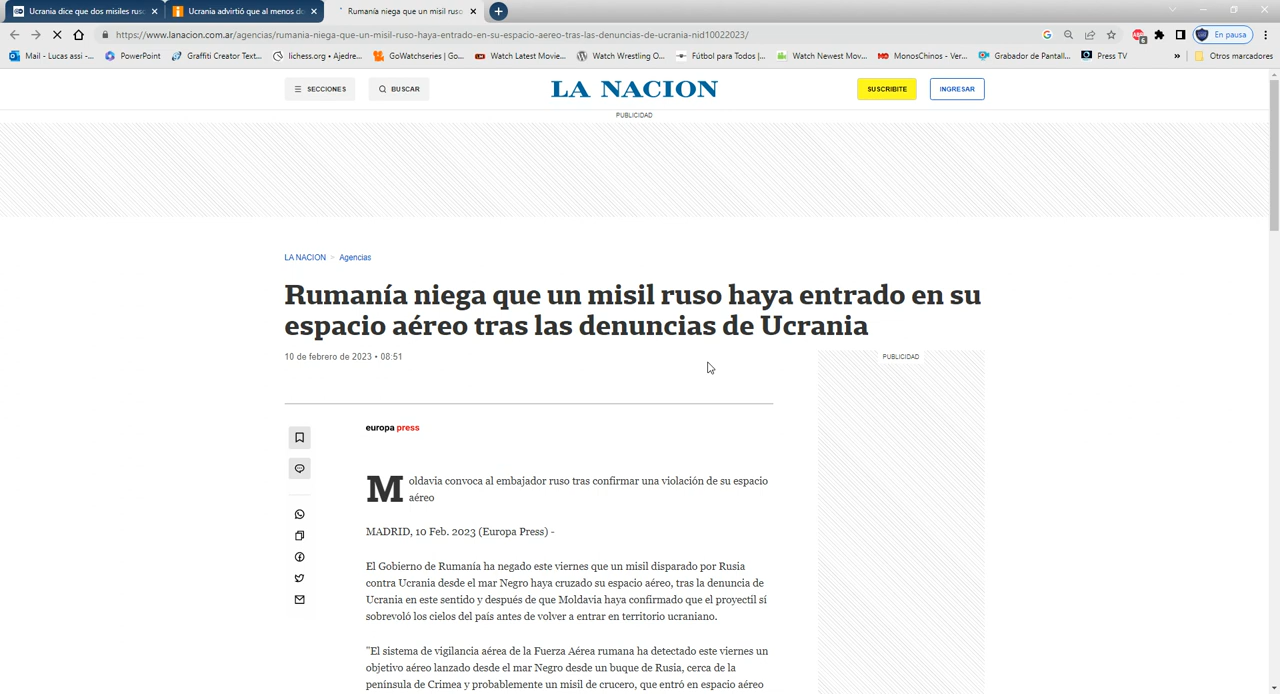 Ucrania dice que dos misiles rus
Ucrania advirtió que al menos do
Rumanía niega que un misil ruso
https://www.lanacion.com.ar/agencias/rumania-niega-que-un-misil-ruso-haya-entrado-en-su-espacio-aereo-tras-las-denuncias-de-ucrania-nid10022023/
En pausa
Mail - Lucas assi -...
PowerPoint
Graffiti Creator Text...
lichess.org • Ajedre...
GoWatchseries | Go...
Watch Latest Movie...
Watch Wrestling O...
Fútbol para Todos |...
Watch Newest Mov...
MonosChinos - Ver...
Grabador de Pantall...
Press TV
»
Otros marcadores
SECCIONES
BUSCAR
LA NACION
SUSCRIBITE
INGRESAR
PUBLICIDAD
LA NACION > Agencias
Rumanía niega que un misil ruso haya entrado en su
espacio aéreo tras las denuncias de Ucrania
10 de febrero de 2023 • 08:51
PUBLICIDAD
europa press
Moldavia convoca al embajador ruso tras confirmar una violación de su espacio
aéreo
MADRID, 10 Feb. 2023 (Europa Press) -
El Gobierno de Rumanía ha negado este viernes que un misil disparado por Rusia
contra Ucrania desde el mar Negro haya cruzado su espacio aéreo, tras la denuncia de
Ucrania en este sentido y después de que Moldavia haya confirmado que el proyectil sí
sobrevoló los cielos del país antes de volver a entrar en territorio ucraniano.
"El sistema de vigilancia aérea de la Fuerza Aérea rumana ha detectado este viernes un
objetivo aéreo lanzado desde el mar Negro desde un buque de Rusia, cerca de la
península de Crimea y probablemente un misil de crucero, que entró en espacio aéreo